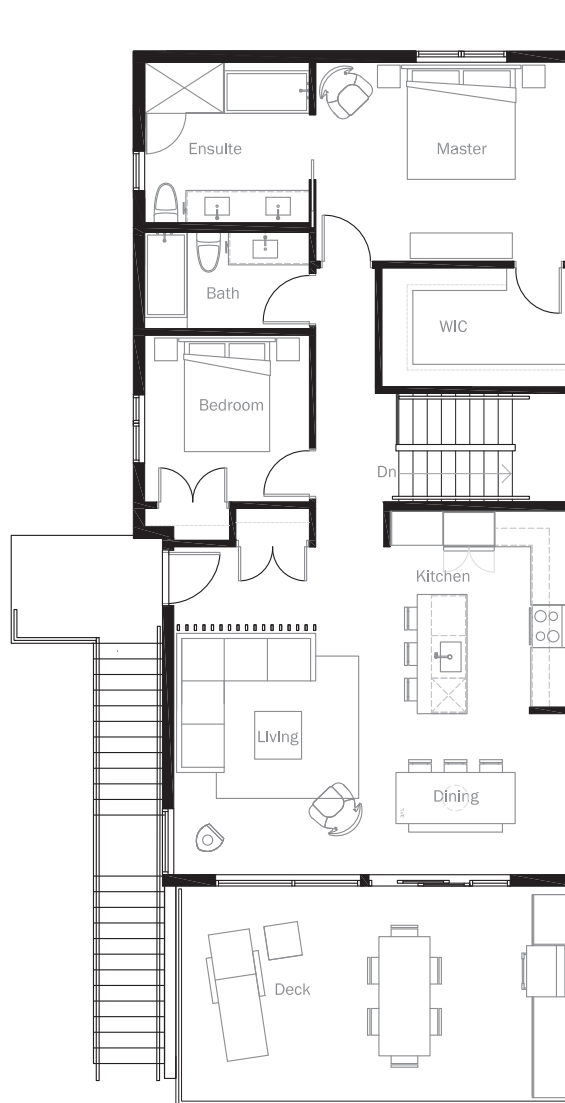 Ensuite
Master
Bath
WIC
Bedroom
Dn
Kitchen
Living
Dining
Deck